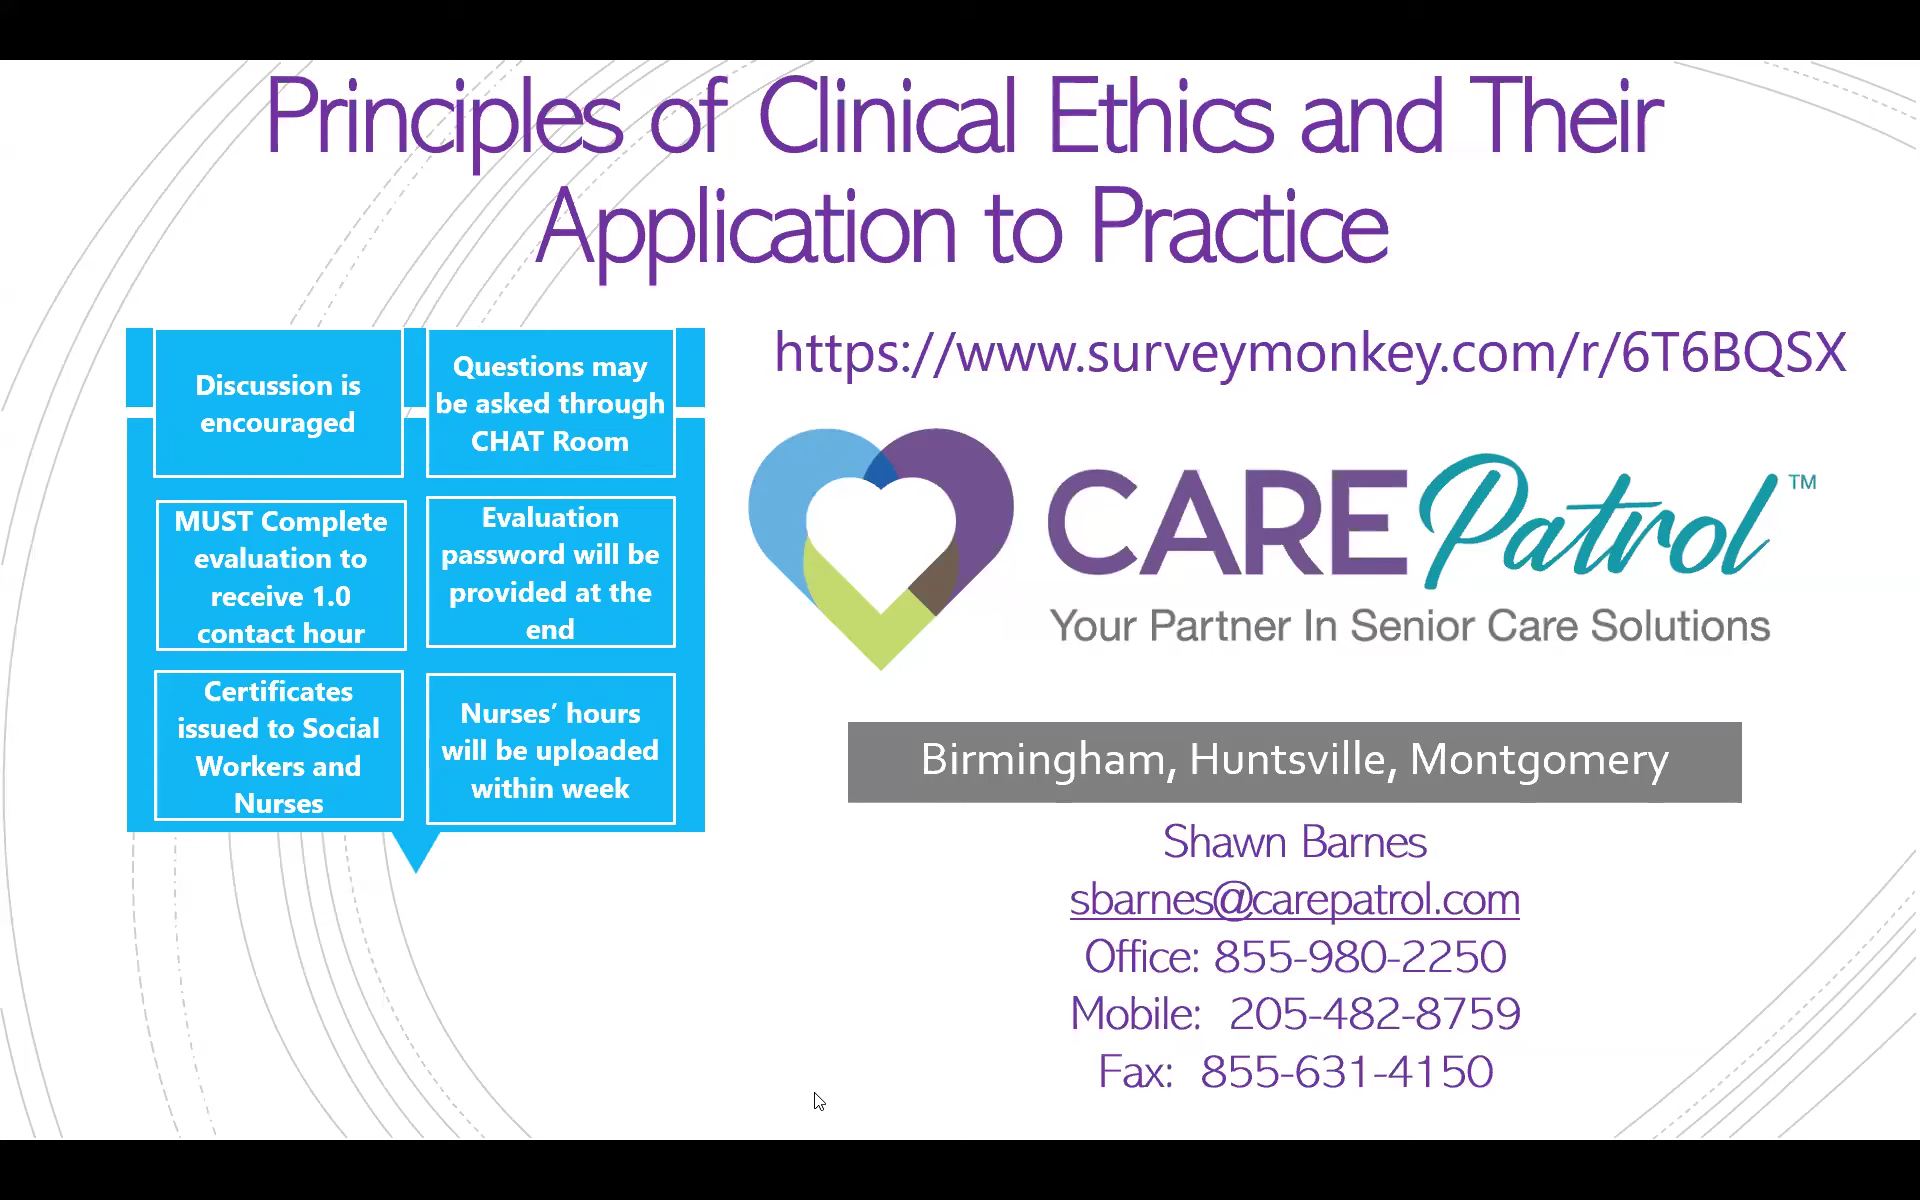 Principles of Clinical Ethics and Their
Application to Practice
Discussion is
encouraged
Questions may
be asked through
CHAT Room
MUST Complete
evaluation to
receive 1.0
contact hour
Evaluation
password will be
provided at the
end
Certificates
issued to Social
Workers and
Nurses
Nurses’ hours
will be uploaded
within week
https://www.surveymonkey.com/r/6T6BQSX
CAREPatrol™
Your Partner In Senior Care Solutions
Birmingham, Huntsville, Montgomery
Shawn Barnes
sbarnes@carepatrol.com
Office: 855-980-2250
Mobile: 205-482-8759
Fax: 855-631-4150